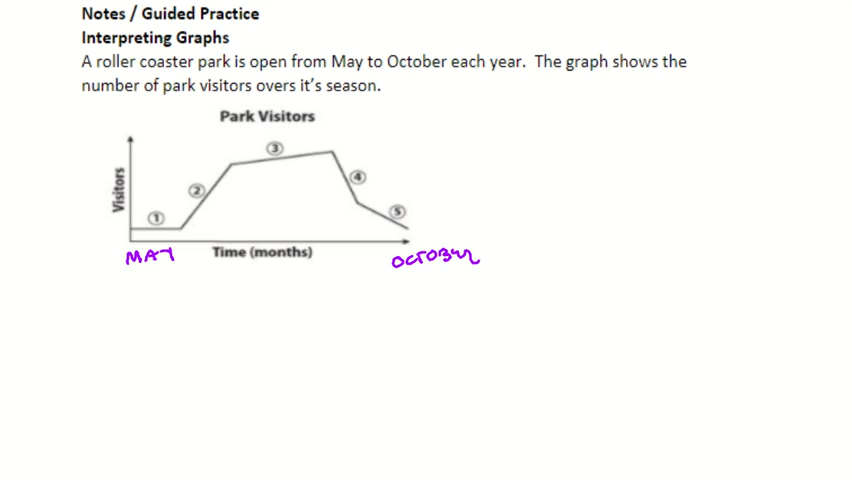 Notes / Guided Practice
Interpreting Graphs
A roller coaster park is open from May to October each year. The graph shows the
number of park visitors overs it's season.
Park Visitors
Visitors
③
②
④
①
⑤
Time (months)
MAY
OCTOBER